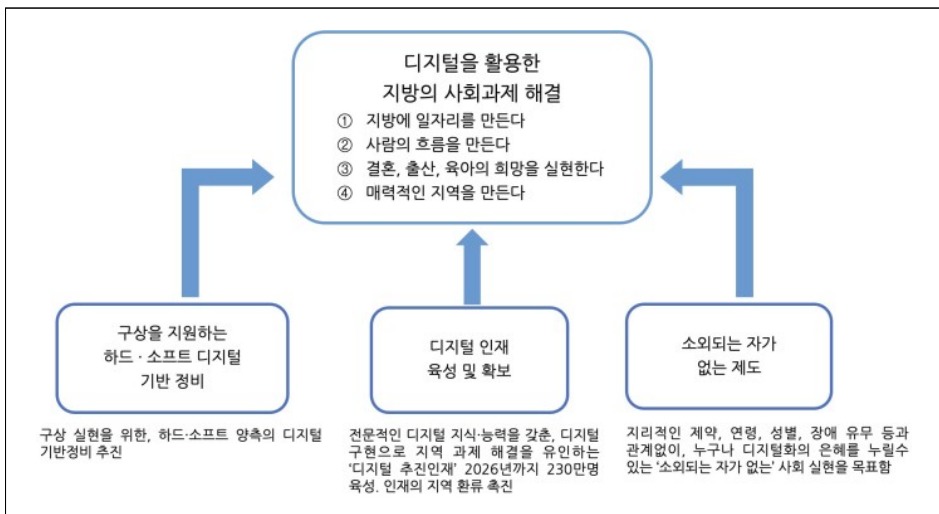 디지털을 활용한
지방의 사회과제 해결
① 지방에 일자리를 만든다
② 사람의 흐름을 만든다
③ 결혼, 출산, 육아의 희망을 실현한다
④ 매력적인 지역을 만든다
구상을 지원하는
하드 · 소프트 디지털
기반 정비
구상 실현을 위한, 하드·소프트 양측의 디지털
기반정비 추진
디지털 인재
육성 및 확보
전문적인 디지털 지식·능력을 갖춘, 디지털
구현으로 지역 과제 해결을 유인하는
'디지털 추진인재' 2026년까지 230만명
육성. 인재의 지역 환류 촉진
소외되는 자가
없는 제도
지리적인 제약, 연령, 성별, 장애 유무 등과
관계없이, 누구나 디지털화의 은혜를 누릴수
있는 '소외되는 자가 없는' 사회 실현을 목표함